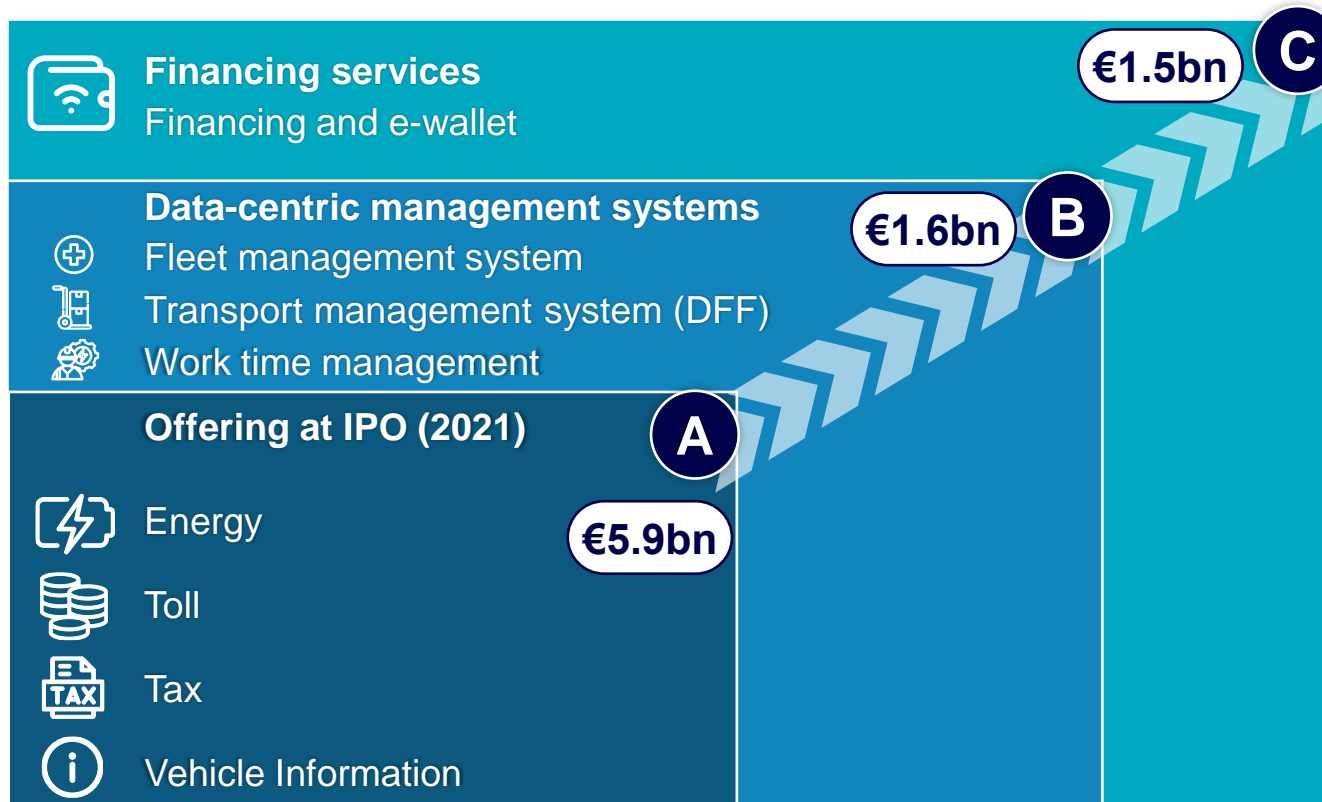 Financing services
Financing and e-wallet
€1.5bn
C
Data-centric management systems
Fleet management system
Transport management system (DFF)
Work time management
€1.6bn
B
Offering at IPO (2021)
A
Energy
€5.9bn
Toll
TAX
Tax
i
Vehicle Information